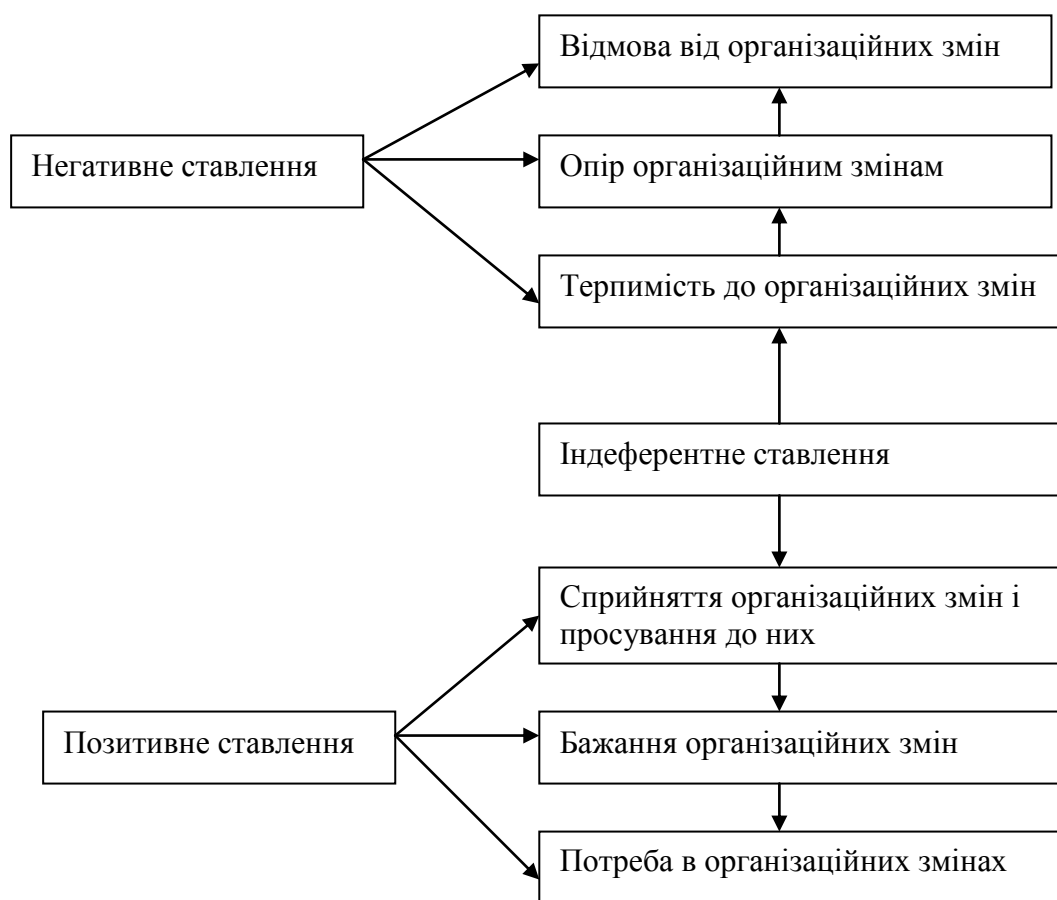 Відмова від організаційних змін
Негативне ставлення
Опір організаційним змінам
Терпимість до організаційних змін
Індеферентне ставлення
Сприйняття організаційних змін і
просування до них
Позитивне ставлення
Бажання організаційних змін
Потреба в організаційних змінах